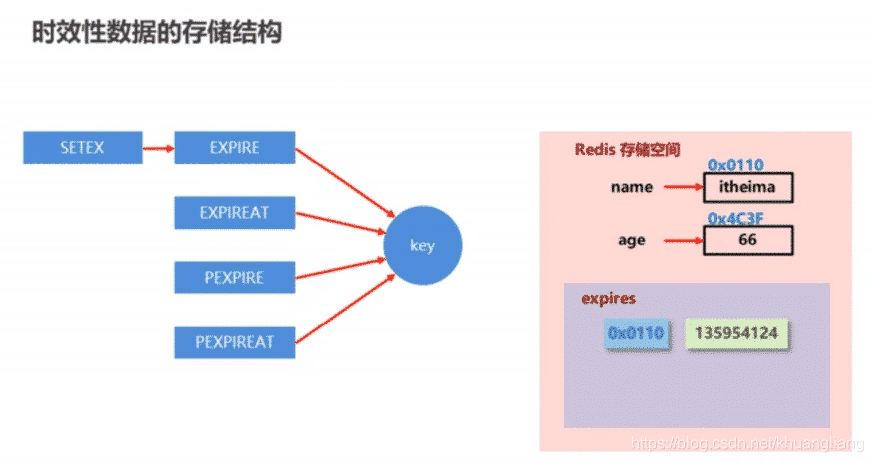 时效性数据的存储结构
SETEX
EXPIRE
EXPIREAT
PEXPIRE
PEXPIREAT
key
Redis 存储空间
0x0110
name
itheima
0x4C3F
age
66
expires
0x0110
135954124
https://blog.csdn.net/khuangliang